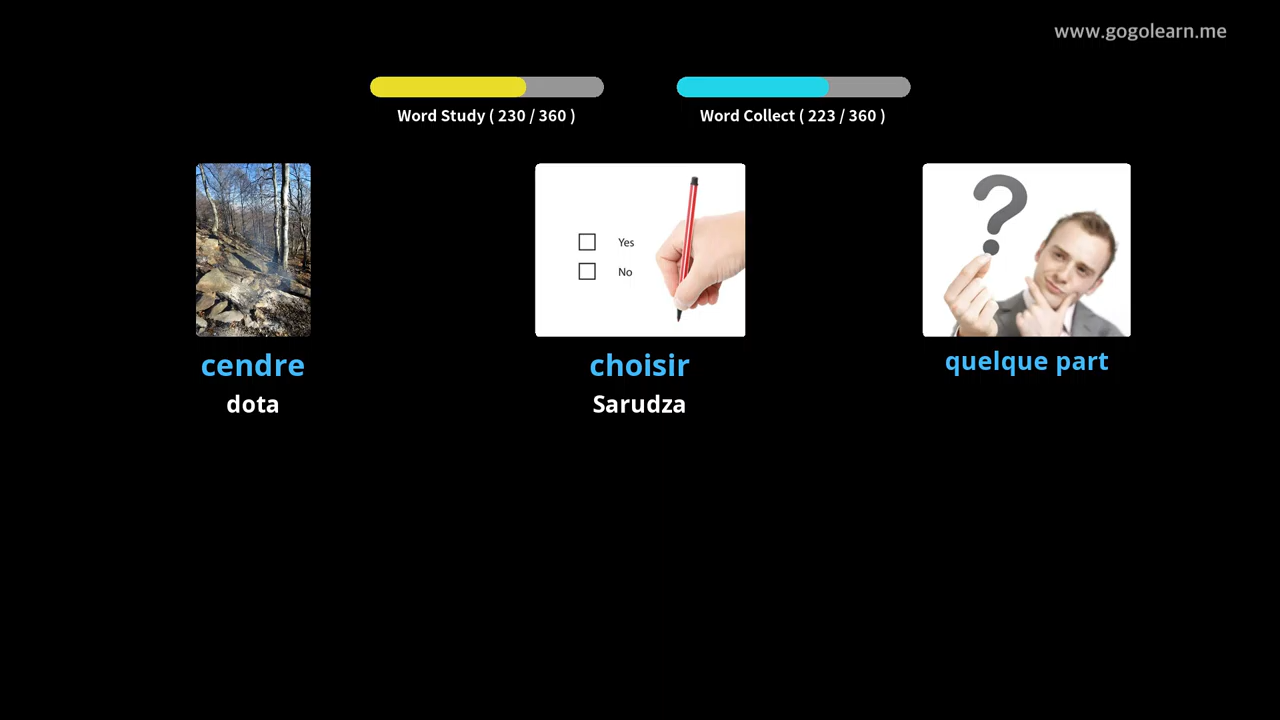 www.gogolearn.me
Word Study ( 230 / 360 )
Word Collect ( 223 / 360 )
Yes
No
cendre
choisir
quelque part
dota
Sarudza